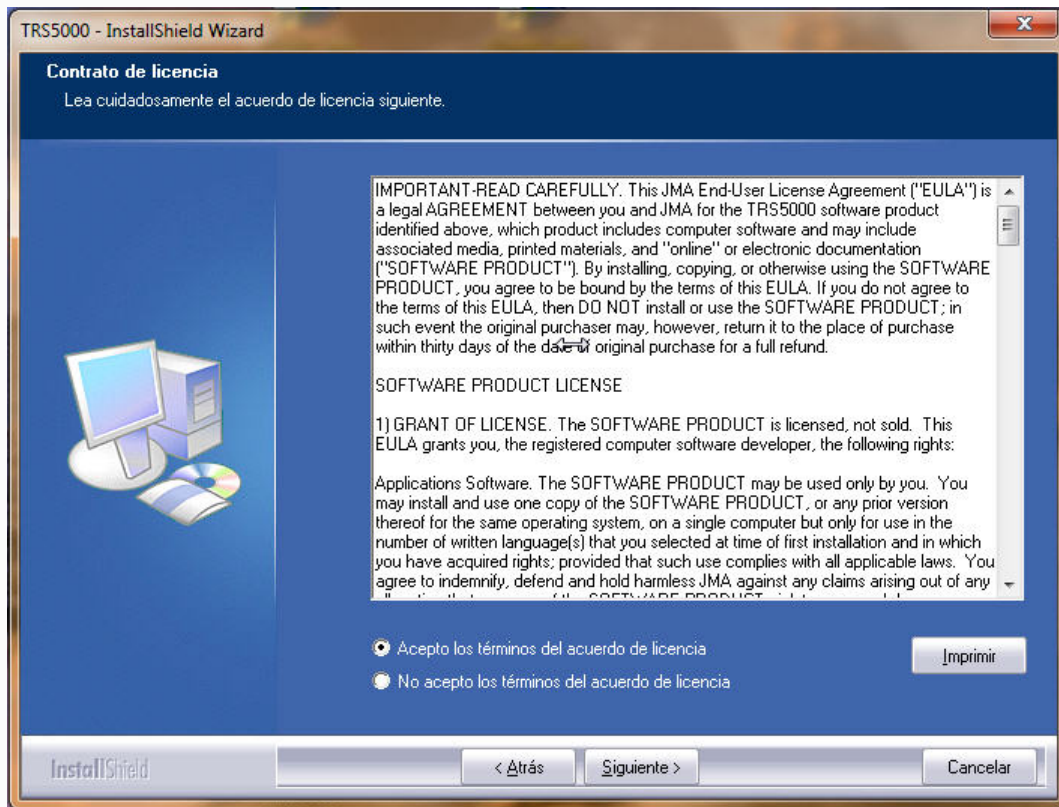 TRS5000 - InstallShield Wizard
Contrato de licencia
Lea cuidadosamente el acuerdo de licencia siguiente.
IMPORTANT-READ CAREFULLY. This JMA End-User License Agreement ("EULA") is
a legal AGREEMENT between you and JMA for the TRS5000 software product
identified above, which product includes computer software and may include
associated media, printed materials, and "online" or electronic documentation
("SOFTWARE PRODUCT"). By installing, copying, or otherwise using the SOFTWARE
PRODUCT, you agree to be bound by the terms of this EULA. If you do not agree to
the terms of this EULA, then DO NOT install or use the SOFTWARE PRODUCT; in
such event the original purchaser may, however, return it to the place of purchase
within thirty days of the date of original purchase for a full refund.
SOFTWARE PRODUCT LICENSE
1) GRANT OF LICENSE. The SOFTWARE PRODUCT is licensed, not sold. This
EULA grants you, the registered computer software developer, the following rights:
Applications Software. The SOFTWARE PRODUCT may be used only by you. You
may install and use one copy of the SOFTWARE PRODUCT, or any prior version
thereof for the same operating system, on a single computer but only for use in the
number of written language(s) that you selected at time of first installation and in which
you have acquired rights; provided that such use complies with all applicable laws. You
agree to indemnify, defend and hold harmless JMA against any claims arising out of any
Acepto los términos del acuerdo de licencia
Imprimir
No acepto los términos del acuerdo de licencia
InstallShield
< Atrás
Siguiente >
Cancelar